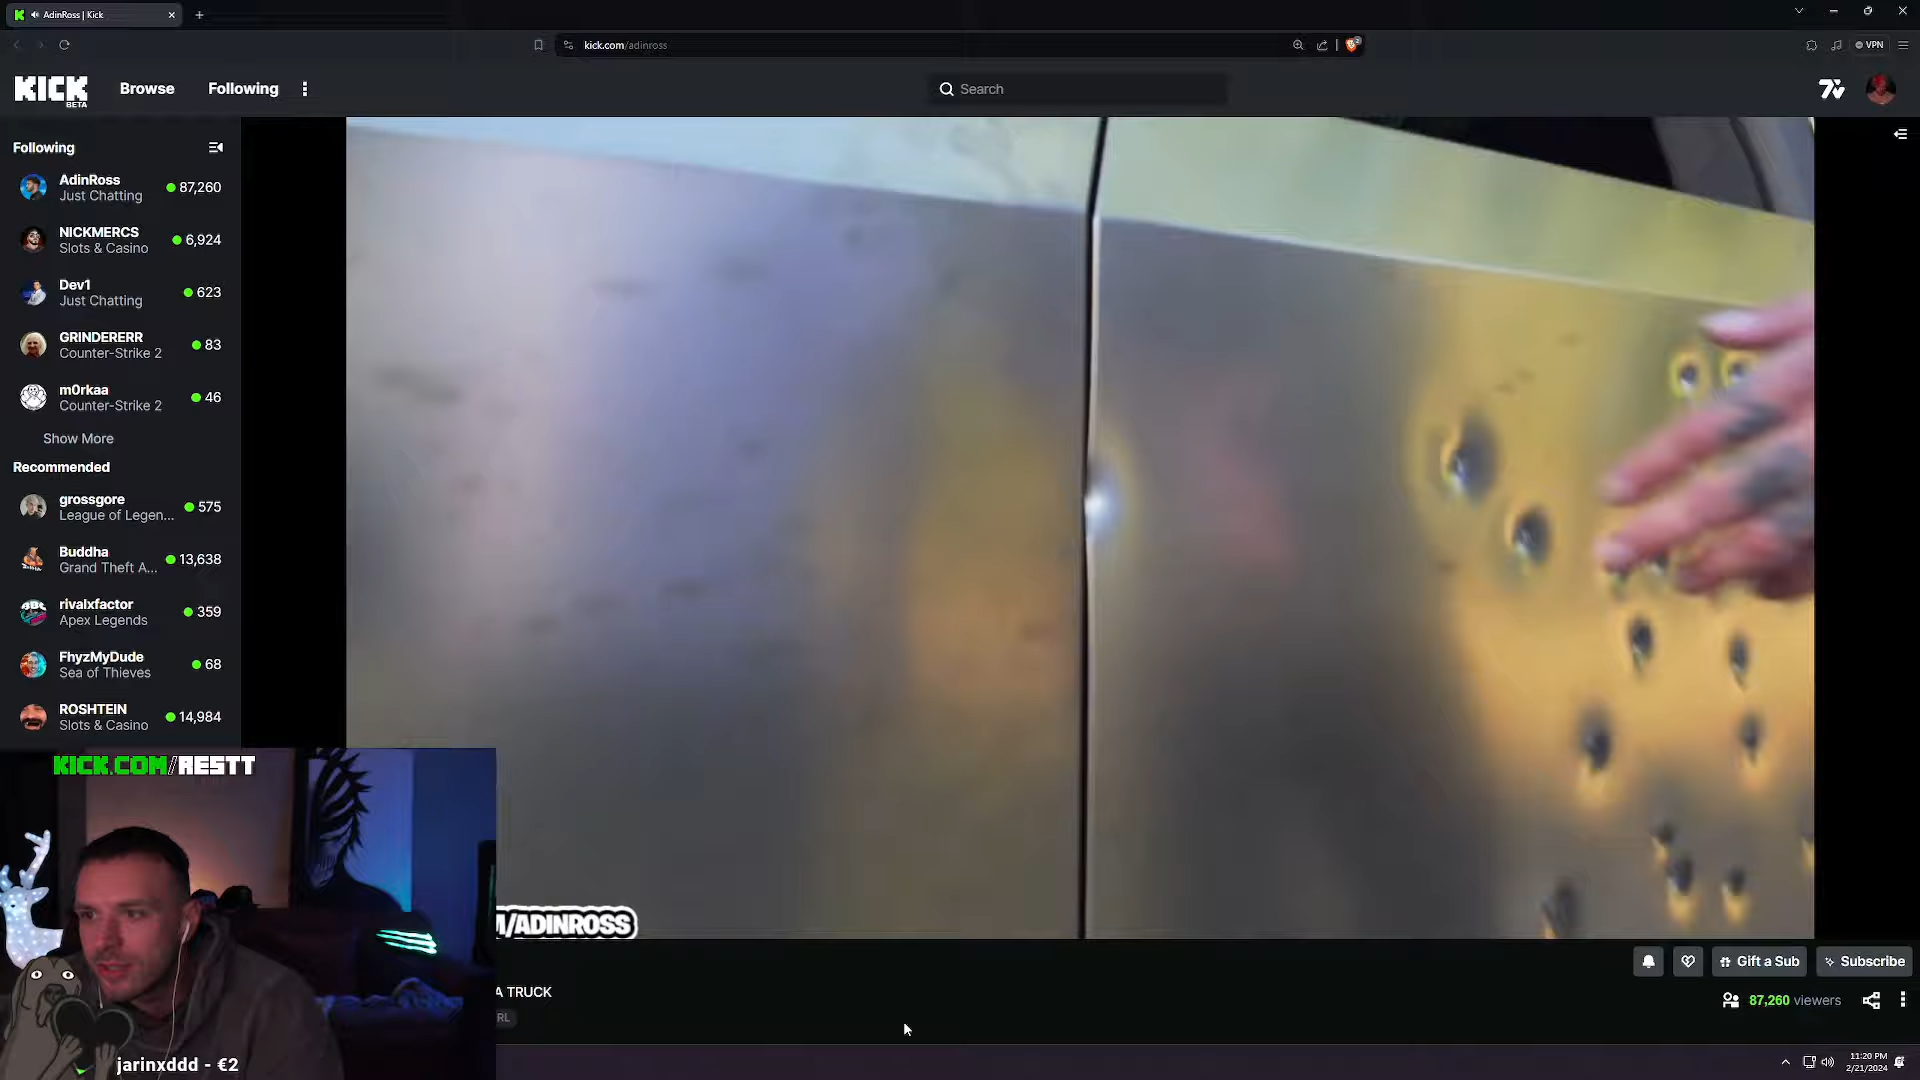 AdinRoss | Kick
kick.com/adinross
VPN
KICK
BETA
Browse
Following
Search
Following
AdinRoss
Just Chatting
87,260
NICKMERCS
Slots & Casino
6,924
Dev1
Just Chatting
623
GRINDERERR
Counter-Strike 2
83
m0rkaa
Counter-Strike 2
46
Show More
Recommended
grossgore
League of Legen...
575
Buddha
Grand Theft A...
13,638
rivalxfactor
Apex Legends
359
FhyzMyDude
Sea of Thieves
68
ROSHTEIN
Slots & Casino
14,984
KICK.COM/RESTT
/ADINROSS
Gift a Sub
Subscribe
A TRUCK
87,260 viewers
RL
jarinxddd - €2
11:20 PM
2/21/2024